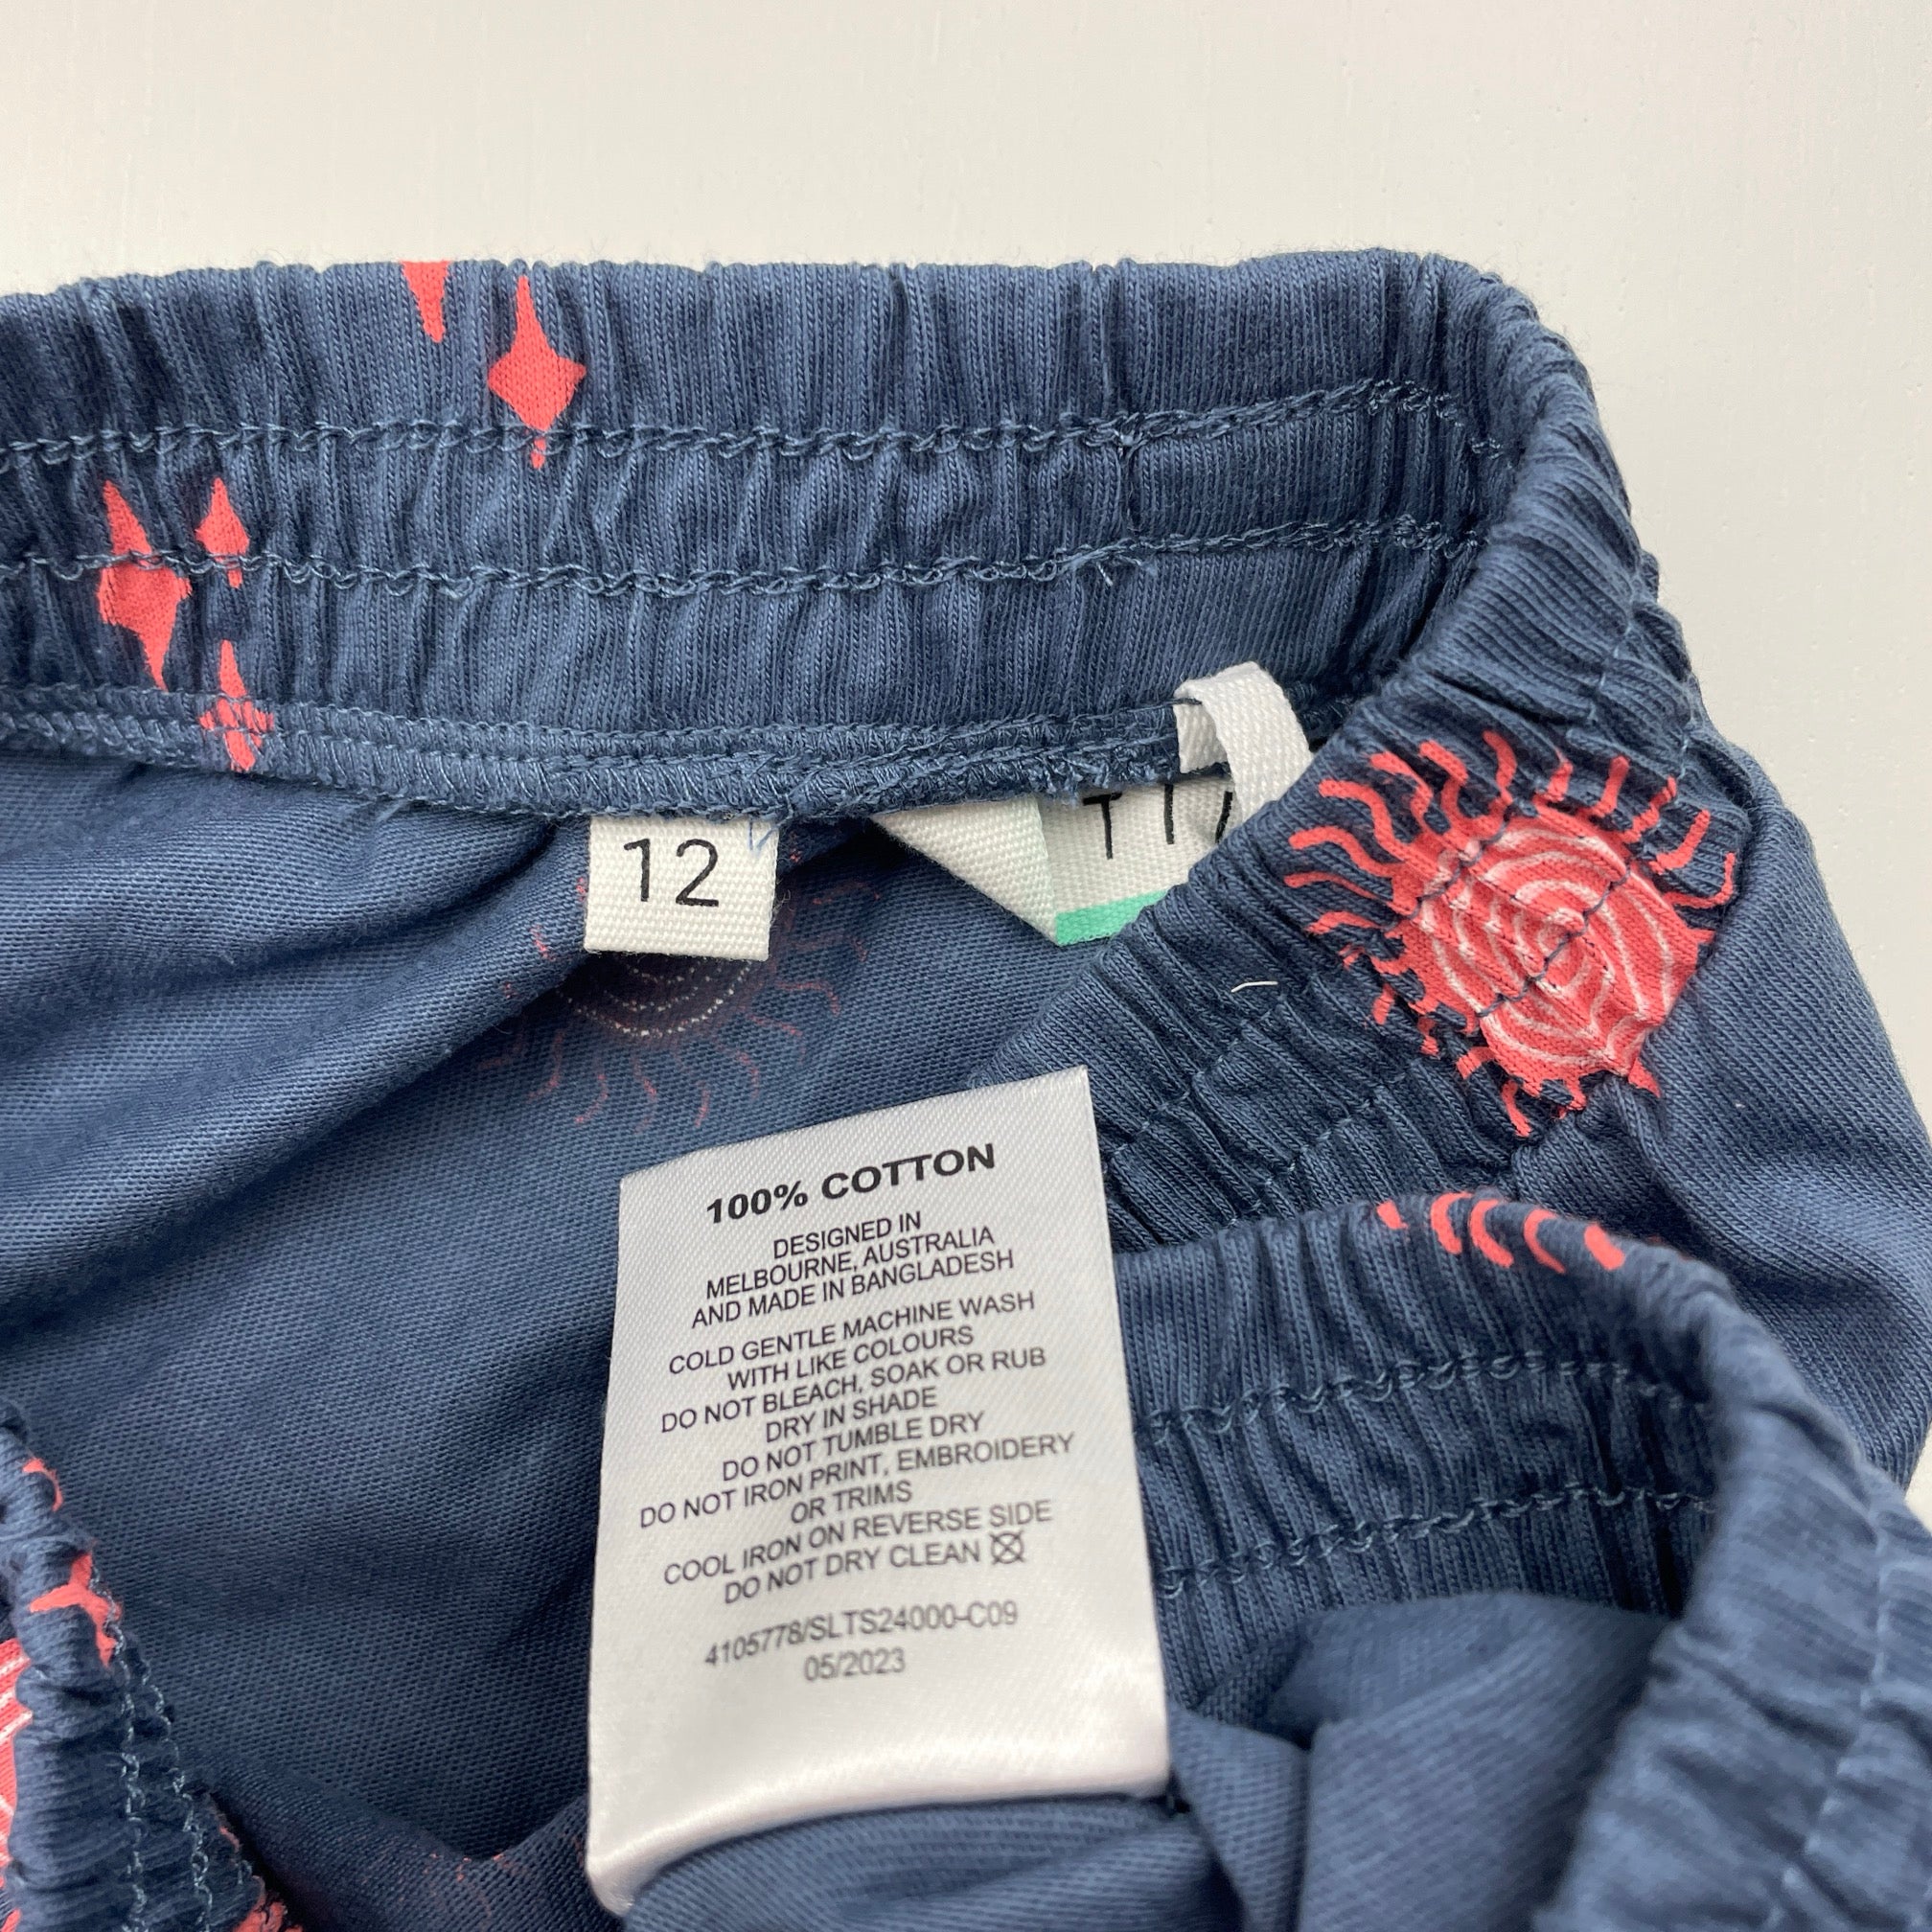 12
100% COTTON
DESIGNED IN
MELBOURNE, AUSTRALIA
AND MADE IN BANGLADESH
COLD GENTLE MACHINE WASH
WITH LIKE COLOURS
DO NOT BLEACH, SOAK OR RUB
DRY IN SHADE
DO NOT TUMBLE DRY
DO NOT IRON PRINT, EMBROIDERY
OR TRIMS
COOL IRON ON REVERSE SIDE
DO NOT DRY CLEAN
4105778/SLTS24000-C09
05/2023